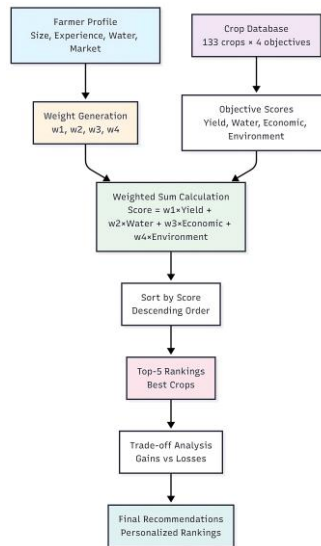 Farmer Profile
Size, Experience, Water,
Market
Crop Database
133 crops × 4 objectives
Weight Generation
w1, w2, w3, w4
Objective Scores
Yield, Water, Economic,
Environment
Weighted Sum Calculation
Score = w1×Yield +
w2×Water + w3×Economic +
w4×Environment
Sort by Score
Descending Order
Top-5 Rankings
Best Crops
Trade-off Analysis
Gains vs Losses
Final Recommendations
Personalized Rankings